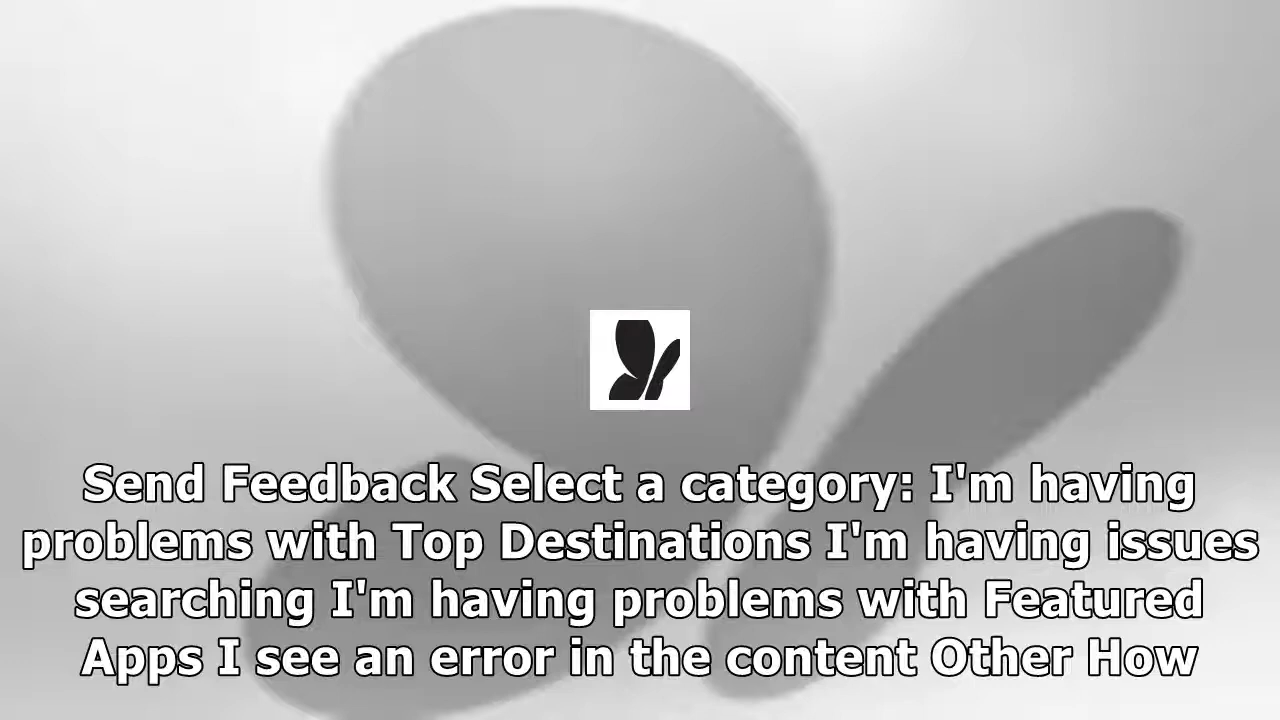 Send Feedback Select a category: I'm having
problems with Top Destinations I'm having issues
searching I'm having problems with Featured
Apps I see an error in the content Other How